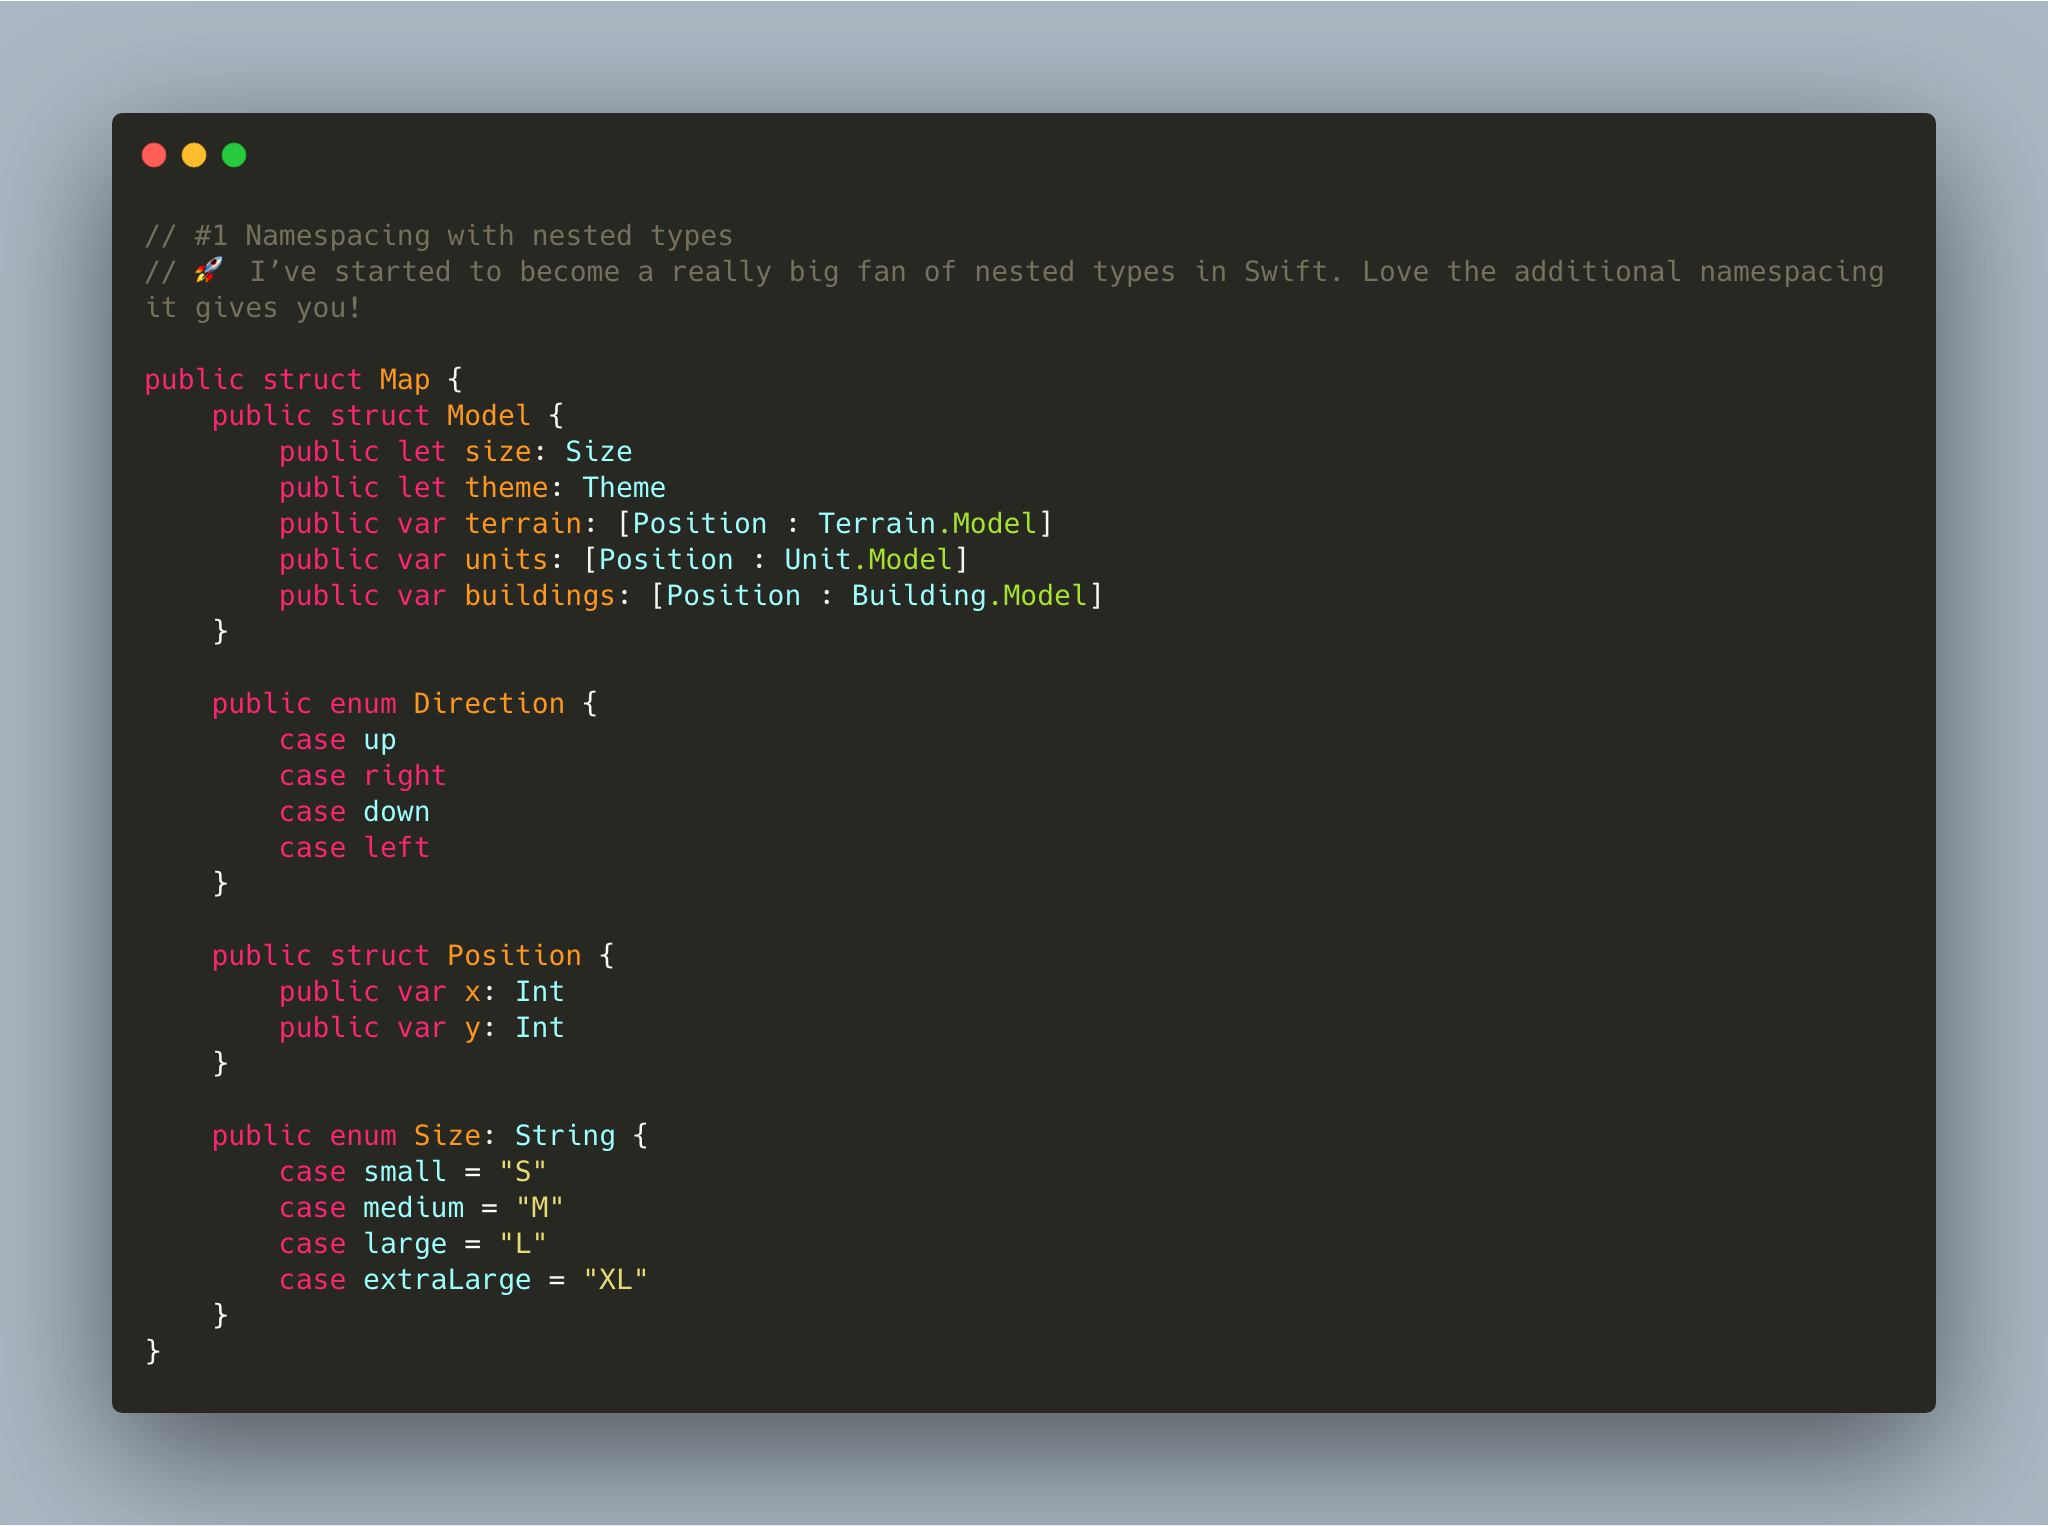 // #1 Namespacing with nested types
// 🚀 I’ve started to become a really big fan of nested types in Swift. Love the additional namespacing
it gives you!

public struct Map {
    public struct Model {
        public let size: Size
        public let theme: Theme
        public var terrain: [Position : Terrain.Model]
        public var units: [Position : Unit.Model]
        public var buildings: [Position : Building.Model]
    }

    public enum Direction {
        case up
        case right
        case down
        case left
    }

    public struct Position {
        public var x: Int
        public var y: Int
    }

    public enum Size: String {
        case small = "S"
        case medium = "M"
        case large = "L"
        case extraLarge = "XL"
    }
}